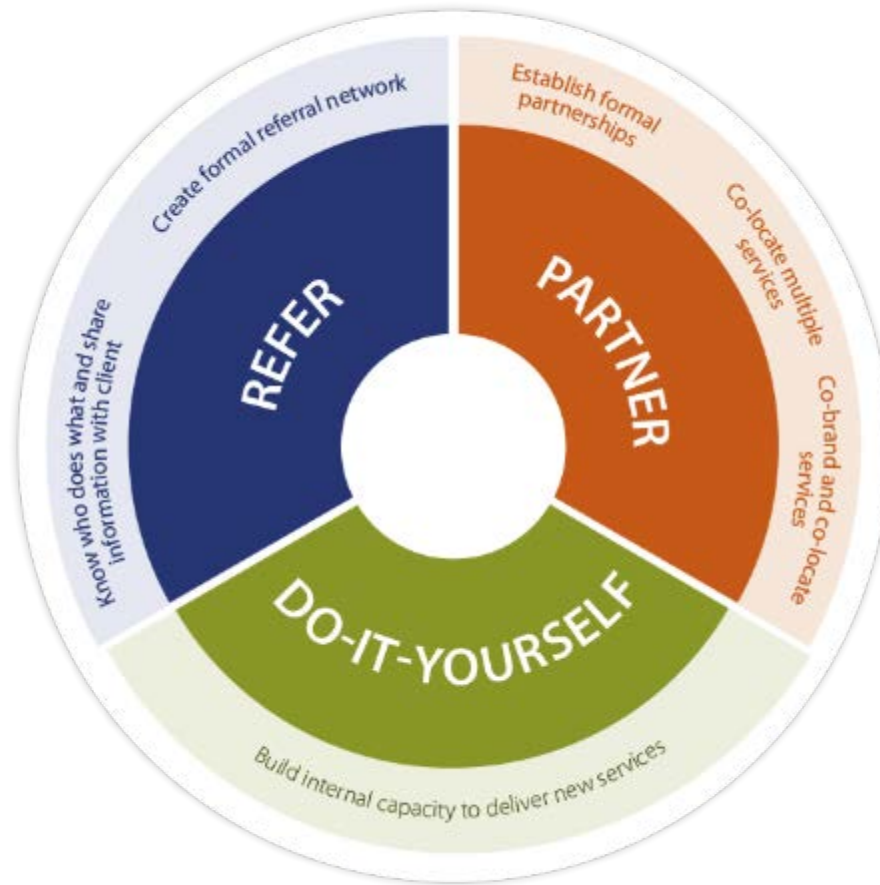 REFER
Create formal referral network
Know who does what and share
information with client
PARTNER
Establish formal
partnerships
Co-locate multiple
services
Co-brand and co-locate
services
DO-IT-YOURSELF
Build internal capacity to deliver new services